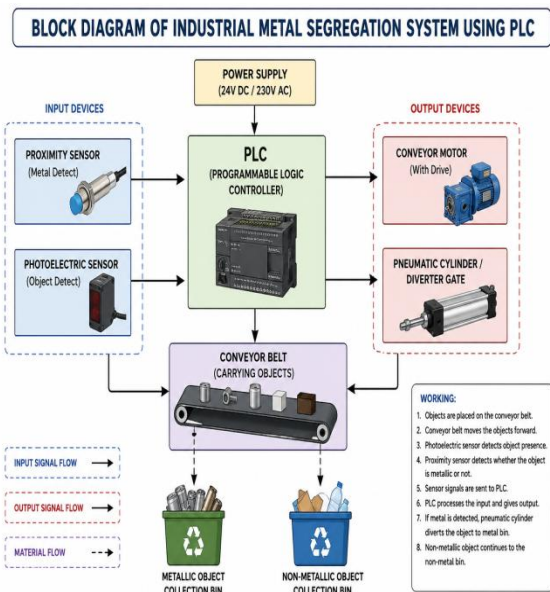 BLOCK DIAGRAM OF INDUSTRIAL METAL SEGREGATION SYSTEM USING PLC
POWER SUPPLY
(24V DC / 230V AC)
INPUT DEVICES
OUTPUT DEVICES
PROXIMITY SENSOR
(Metal Detect)
PLC
(PROGRAMMABLE LOGIC
CONTROLLER)
CONVEYOR MOTOR
(With Drive)
PHOTOELECTRIC SENSOR
(Object Detect)
PNEUMATIC CYLINDER /
DIVERTER GATE
CONVEYOR BELT
(CARRYING OBJECTS)
WORKING:
1. Objects are placed on the conveyor belt.
2. Conveyor belt moves the objects forward.
3. Photoelectric sensor detects object presence.
4. Proximity sensor detects whether the object
is metallic or not.
5. Sensor signals are sent to PLC.
6. PLC processes the input and gives output.
7. If metal is detected, pneumatic cylinder
diverts the object to metal bin.
8. Non-metallic object continues to the
non-metal bin.
INPUT SIGNAL FLOW
OUTPUT SIGNAL FLOW
MATERIAL FLOW
METALLIC OBJECT
COLLECTION BIN
NON-METALLIC OBJECT
COLLECTION BIN